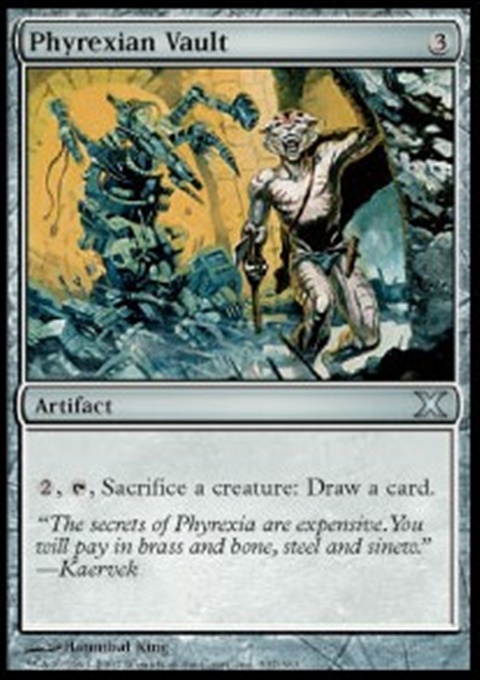 Phyrexian Vault 3
Artifact
2, , Sacrifice a creature: Draw a card.
"The secrets of Phyrexia are expensive. You
will pay in brass and bone, steel and sinew."
—Kaervek
Hannibal King